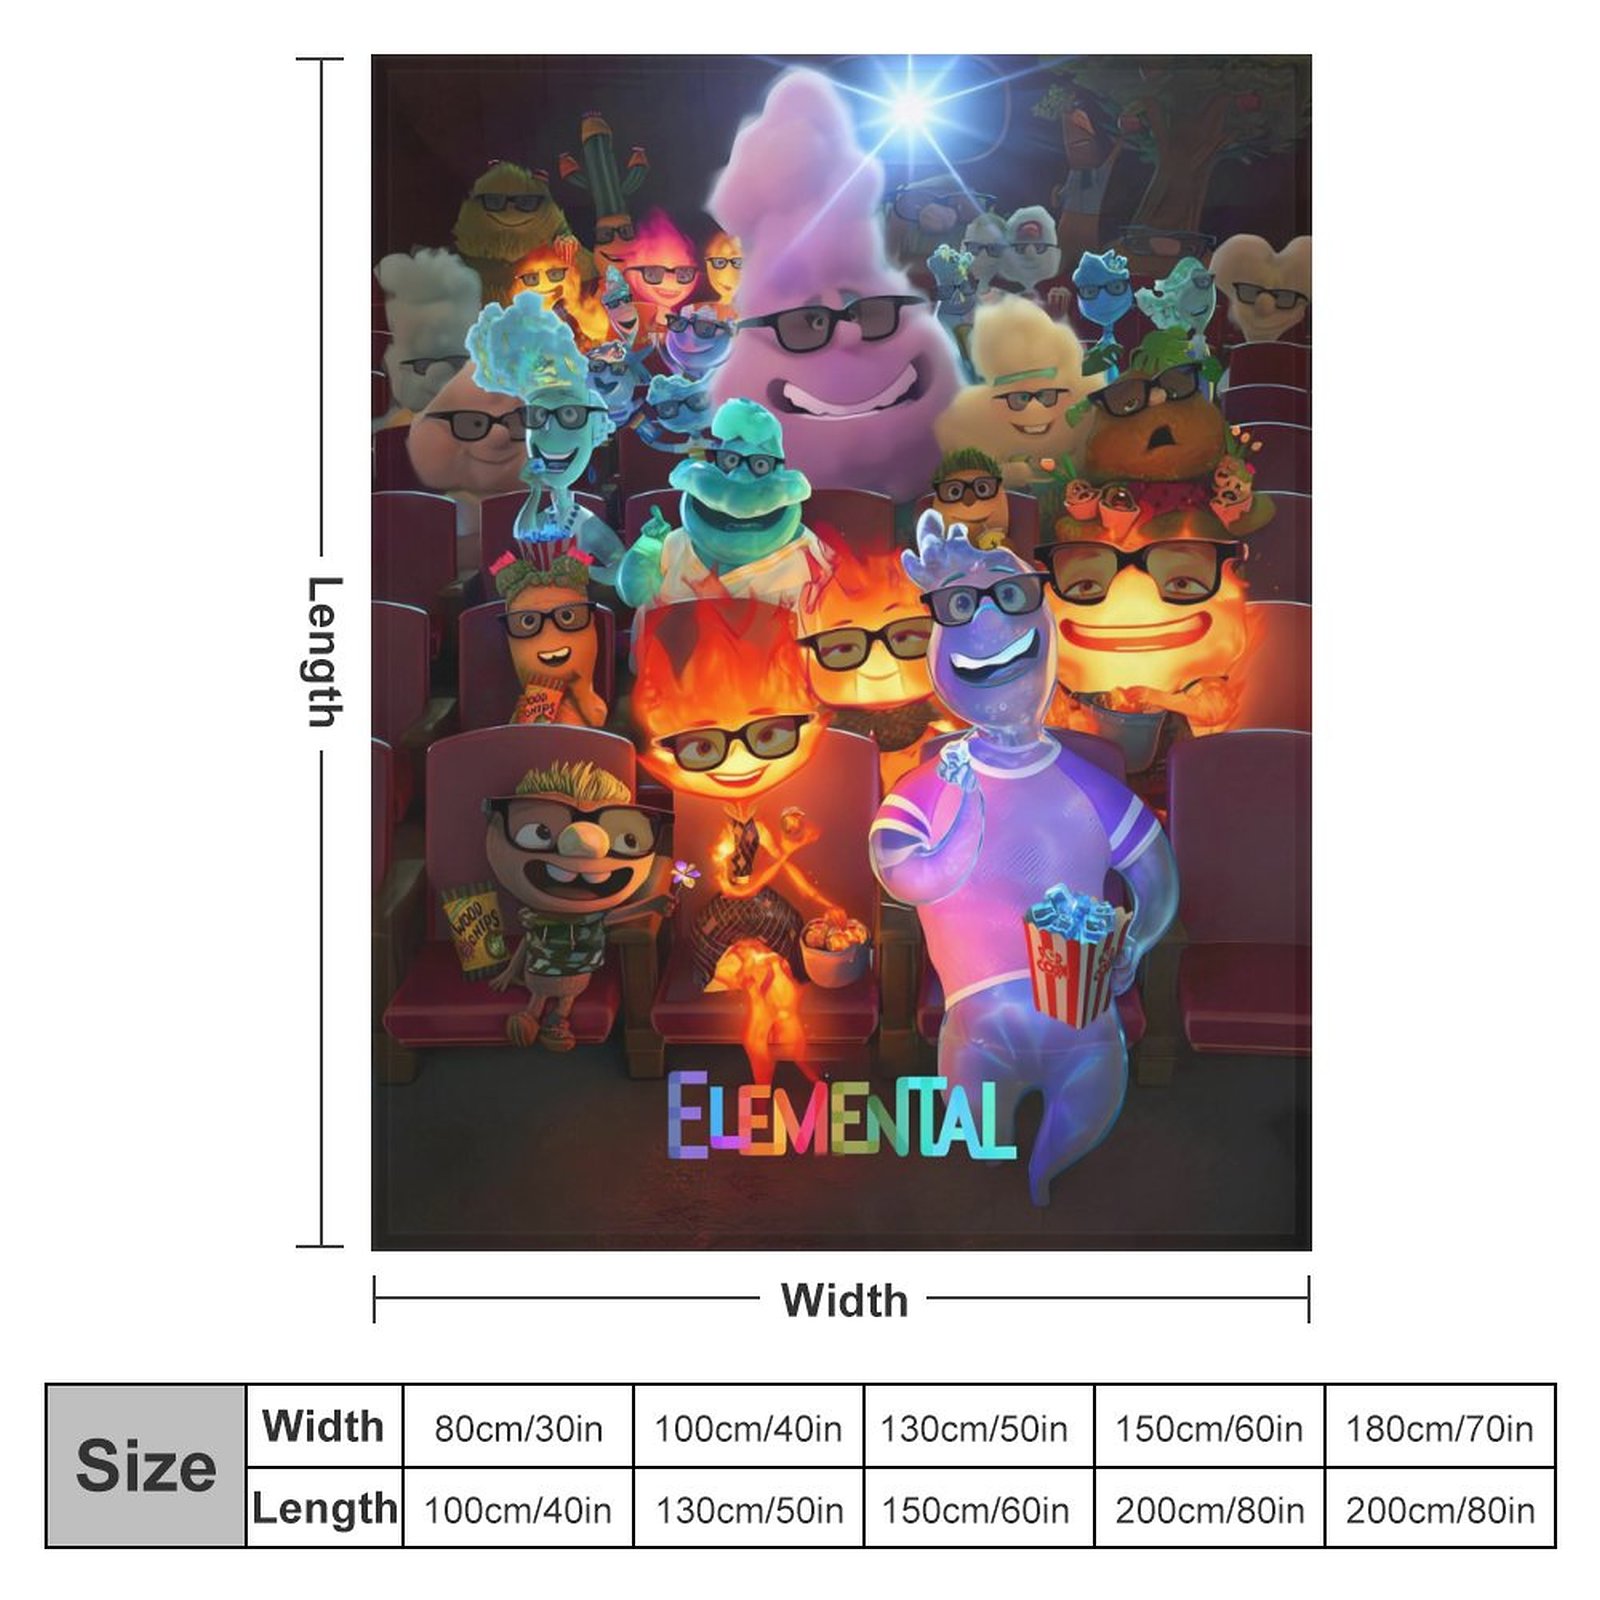 Length
WOOD
CHIPS
WOOD
CHIPS
POP
CORN
ELEMENTAL
Width
Size
Width 80cm/30in 100cm/40in 130cm/50in 150cm/60in 180cm/70in
Length 100cm/40in 130cm/50in 150cm/60in 200cm/80in 200cm/80in